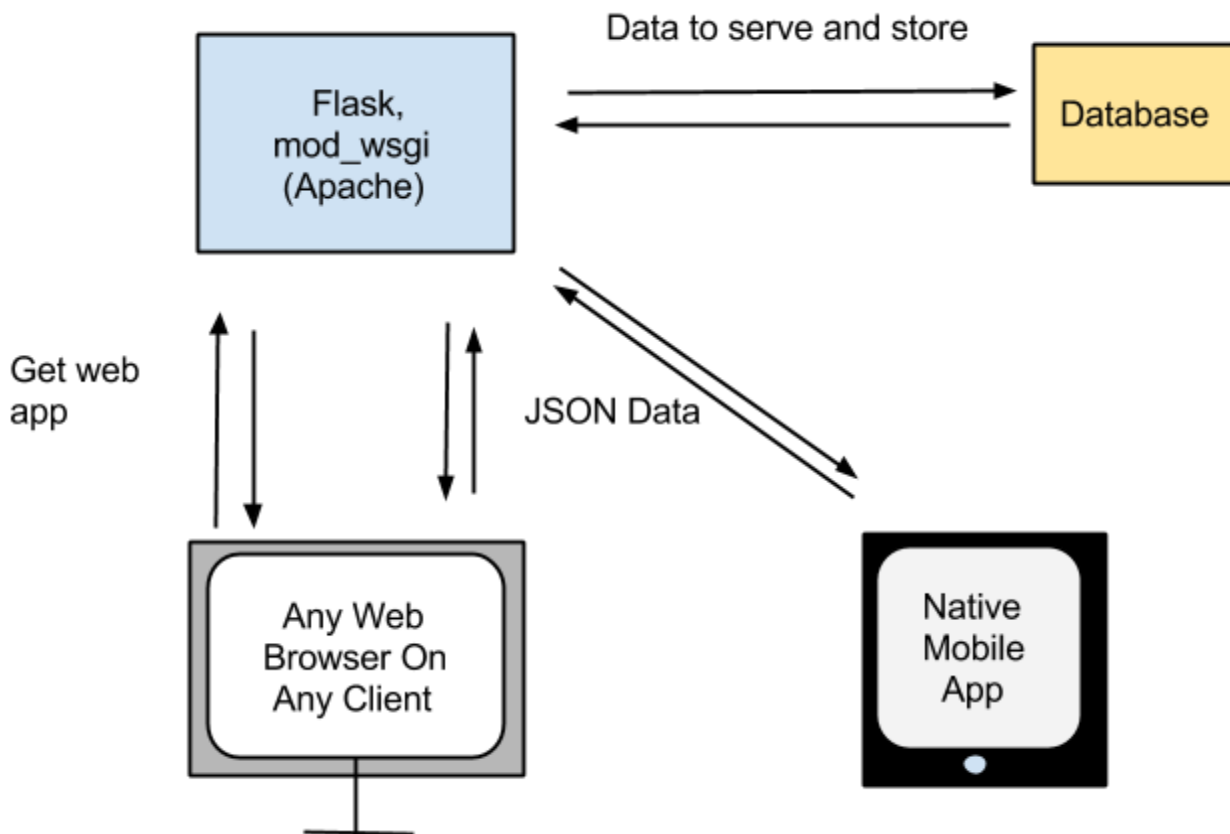 Data to serve and store
Flask,
mod_wsgi
(Apache)
Database
Get web
app
JSON Data
Any Web
Browser On
Any Client
Native
Mobile
App